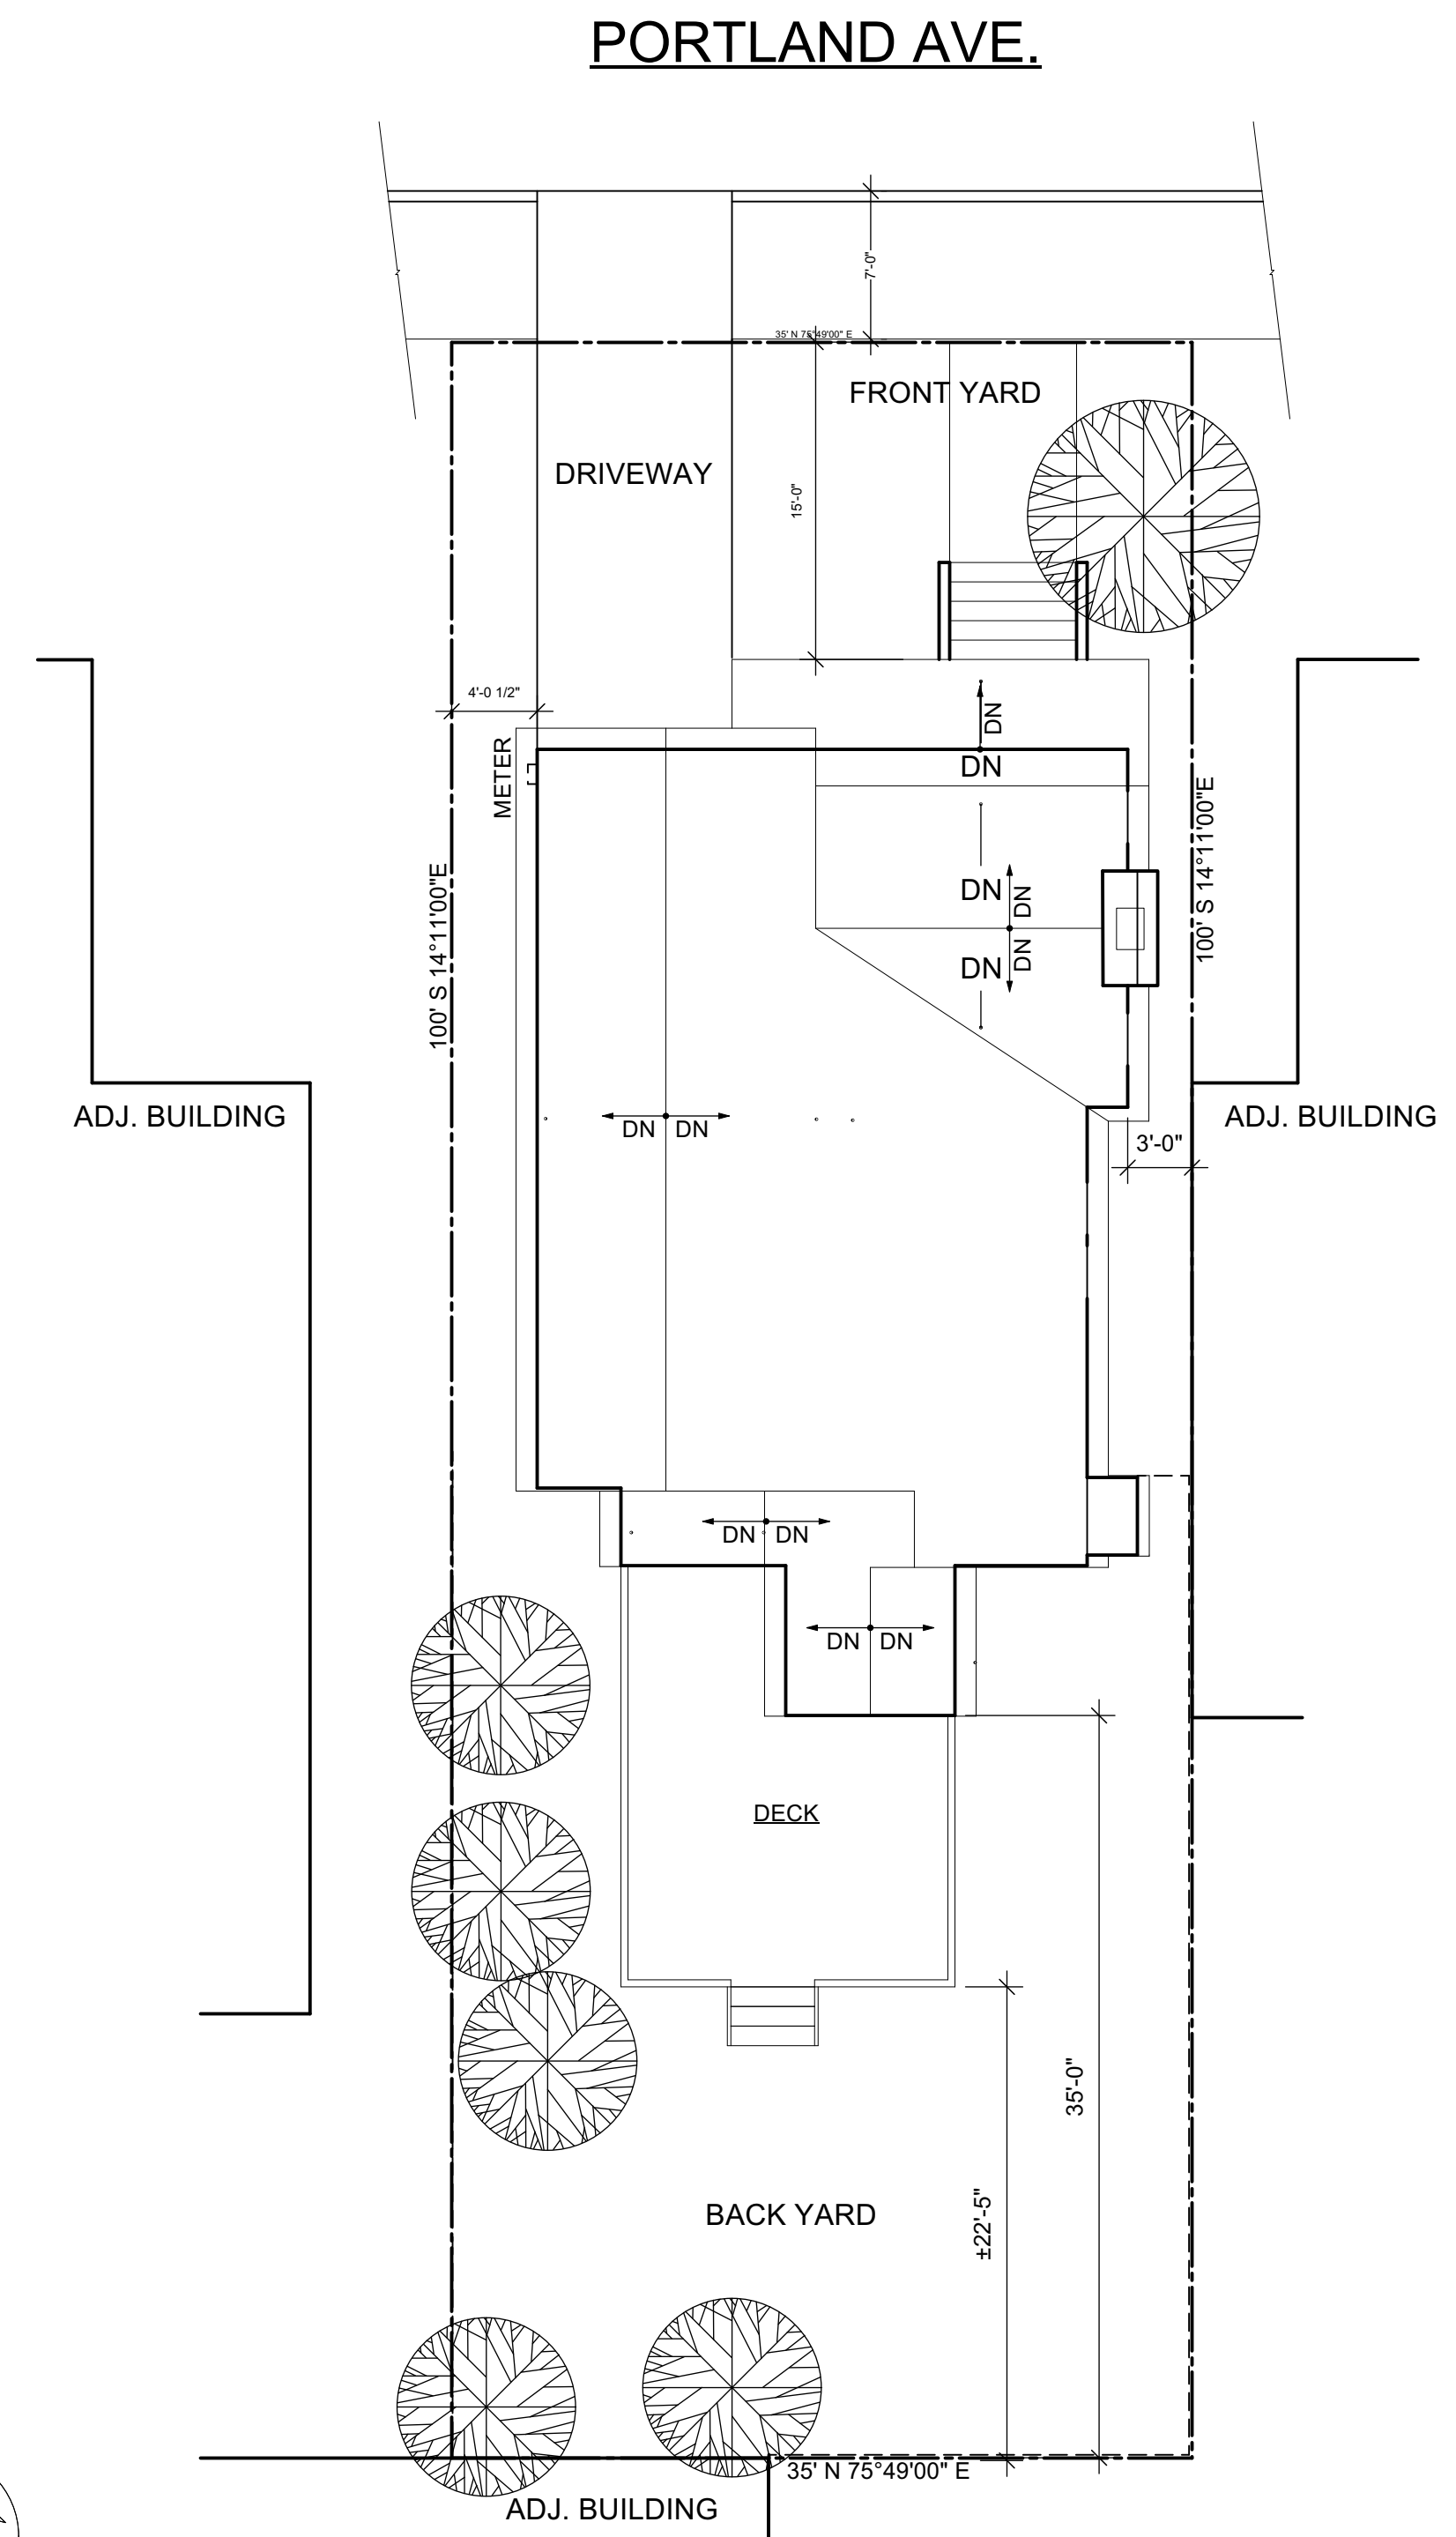 PORTLAND AVE.
7'-0"
35' N 75°49'00" E
FRONT YARD
DRIVEWAY
15'-0"
4'-0 1/2"
METER
DN
DN
100' S 14°11'00"E
100' S 14°11'00"E
DN
DN
DN
DN
ADJ. BUILDING
DN
DN
ADJ. BUILDING
3'-0"
DN
DN
DN
DN
DECK
35'-0"
±22'-5"
BACK YARD
35' N 75°49'00" E
ADJ. BUILDING